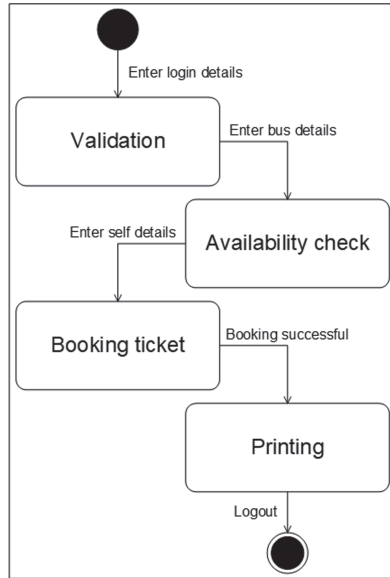 Enter login details
Validation
Enter bus details
Enter self details
Availability check
Booking ticket
Booking successful
Printing
Logout